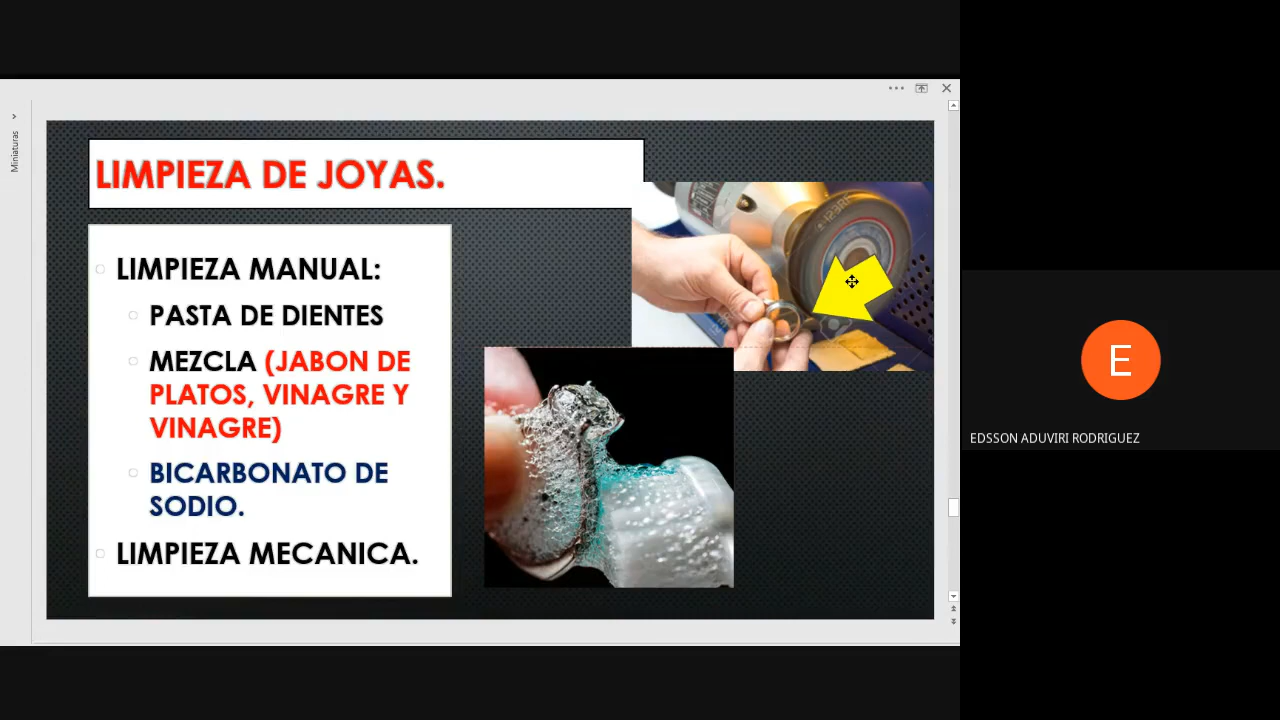 Miniaturas
LIMPIEZA DE JOYAS.
LIMPIEZA MANUAL:
PASTA DE DIENTES
MEZCLA (JABON DE
PLATOS, VINAGRE Y
VINAGRE)
BICARBONATO DE
SODIO.
LIMPIEZA MECANICA.
E
EDSSON ADUVIRI RODRIGUEZ